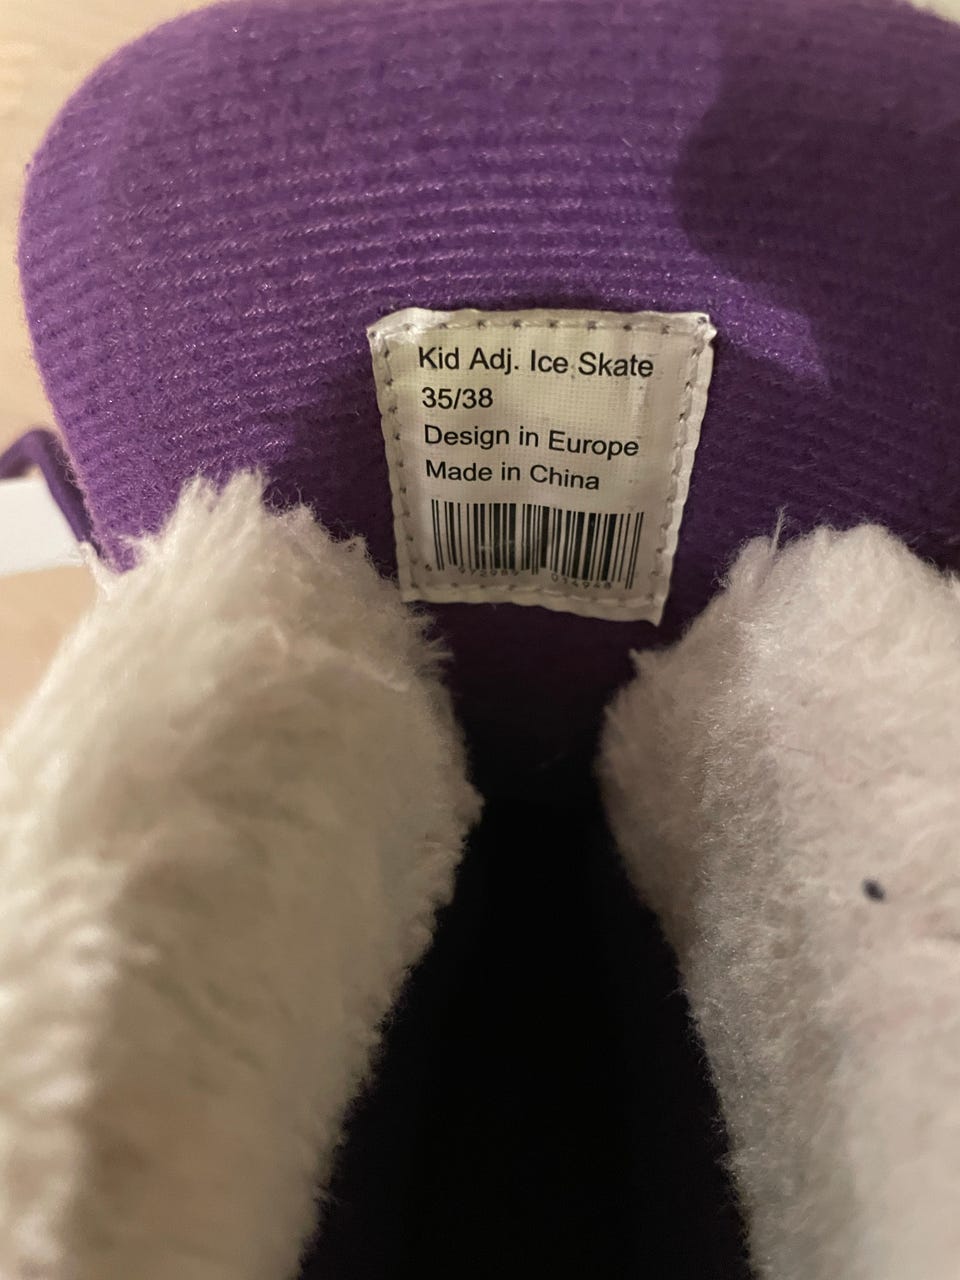 Kid Adj. Ice Skate
35/38
Design in Europe
Made in China